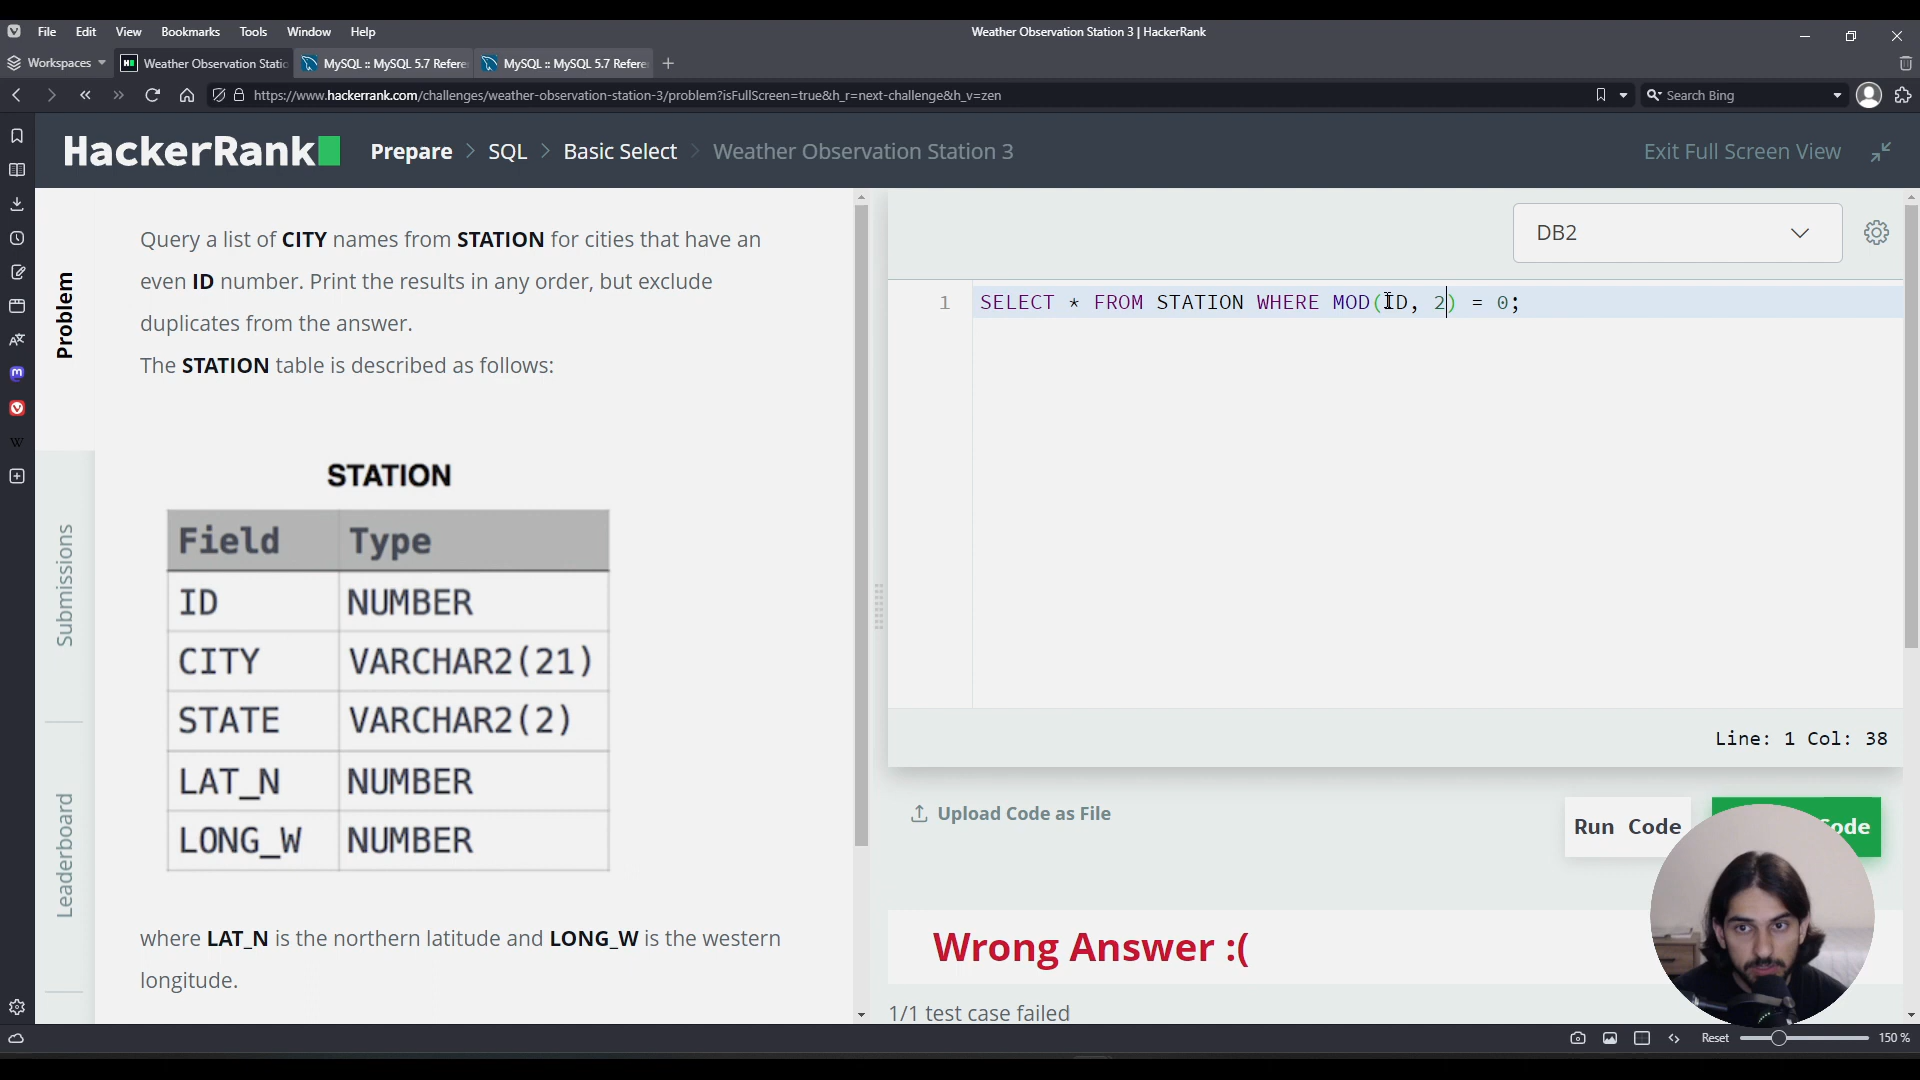 File Edit View Bookmarks Tools Window Help
Weather Observation Station 3 | HackerRank
Workspaces
Weather Observation Statio
MySQL :: MySQL 5.7 Refere
MySQL :: MySQL 5.7 Refere
https://www.hackerrank.com/challenges/weather-observation-station-3/problem?isFullScreen=true&h_r=next-challenge&h_v=zen
Search Bing
HackerRank
Prepare > SQL > Basic Select > Weather Observation Station 3
Exit Full Screen View
Problem
Submissions
Leaderboard
Query a list of CITY names from STATION for cities that have an
even ID number. Print the results in any order, but exclude
duplicates from the answer.
The STATION table is described as follows:
STATION
Field Type
ID NUMBER
CITY VARCHAR2(21)
STATE VARCHAR2(2)
LAT_N NUMBER
LONG_W NUMBER
where LAT_N is the northern latitude and LONG_W is the western
longitude.
DB2
1 SELECT * FROM STATION WHERE MOD(ID, 2) = 0;
Line: 1 Col: 38
Upload Code as File
Run Code
Code
Wrong Answer :(
1/1 test case failed
Reset
150 %